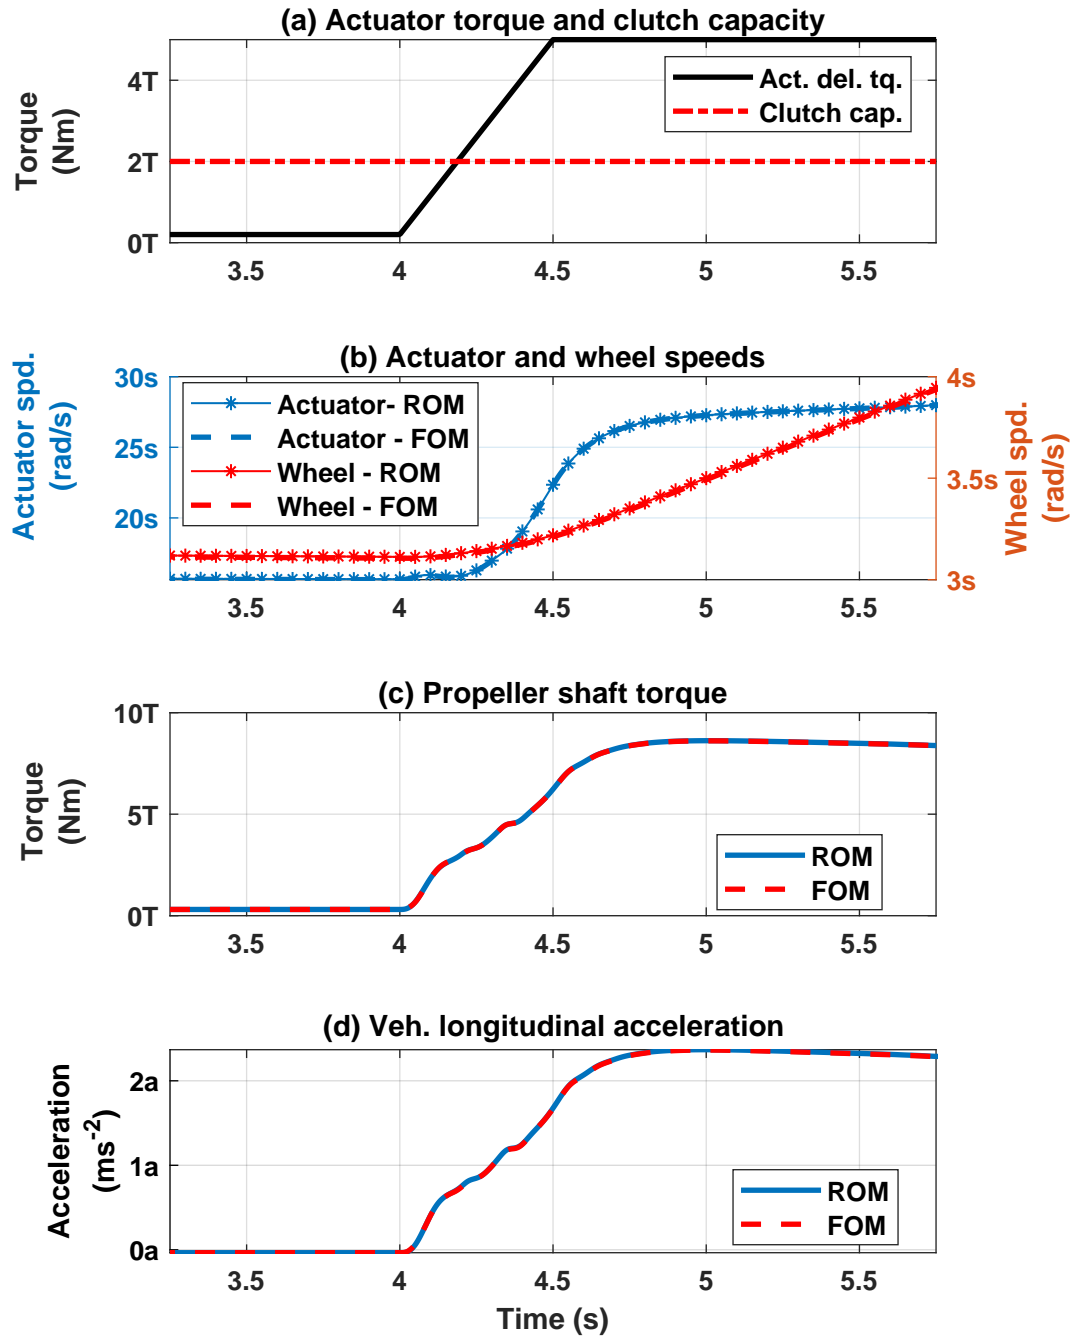 (a) Actuator torque and clutch capacity
Torque
(Nm)
4T
2T
0T
Act. del. tq.
Clutch cap.
3.5 4 4.5 5 5.5
(b) Actuator and wheel speeds
Actuator spd.
(rad/s)
30s
25s
20s
Actuator- ROM
Actuator - FOM
Wheel - ROM
Wheel - FOM
4s
3.5s
3s
Wheel spd.
(rad/s)
3.5 4 4.5 5 5.5
(c) Propeller shaft torque
Torque
(Nm)
10T
5T
0T
ROM
FOM
3.5 4 4.5 5 5.5
(d) Veh. longitudinal acceleration
Acceleration
(ms-2)
2a
1a
0a
ROM
FOM
3.5 4 4.5 5 5.5
Time (s)